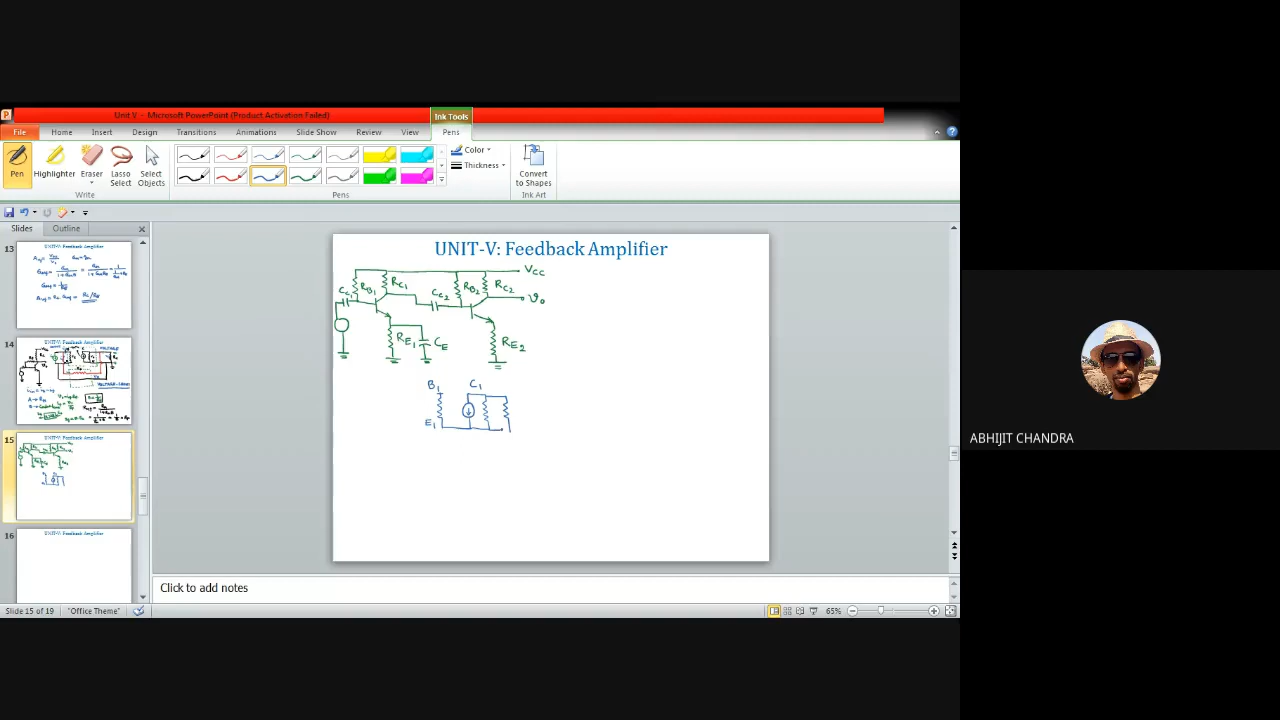 Unit V - Microsoft PowerPoint (Product Activation Failed)
Ink Tools
File Home Insert Design Transitions Animations Slide Show Review View Pens
Pen Highlighter Eraser Lasso Select Select Objects
Color
Thickness
Convert to Shapes
Write Pens Ink Art
Slides Outline
13
UNIT-V: Feedback Amplifier
14
UNIT-V: Feedback Amplifier
15
UNIT-V: Feedback Amplifier
16
UNIT-V: Feedback Amplifier
UNIT-V: Feedback Amplifier
VCC
CC1 RB1 RC1 CC2 RB2 RC2 v0
RE1 CE RE2
B1 C1
E1
Click to add notes
Slide 15 of 19 "Office Theme" 65%
ABHIJIT CHANDRA